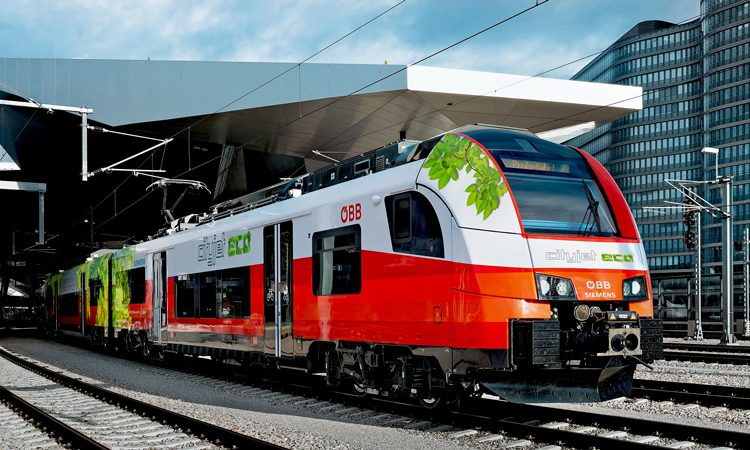 cityjet eco
ÖBB
cityjet eco
ÖBB
SIEMENS